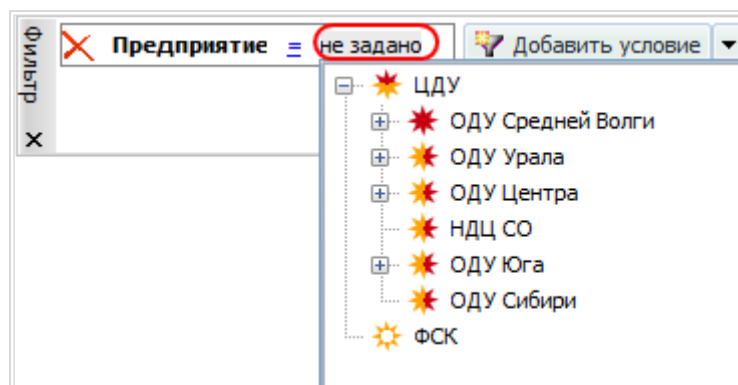 Фильтр
Предприятие = не задано
Добавить условие
ЦДУ
ОДУ Средней Волги
ОДУ Урала
ОДУ Центра
НДЦ СО
ОДУ Юга
ОДУ Сибири
ФСК